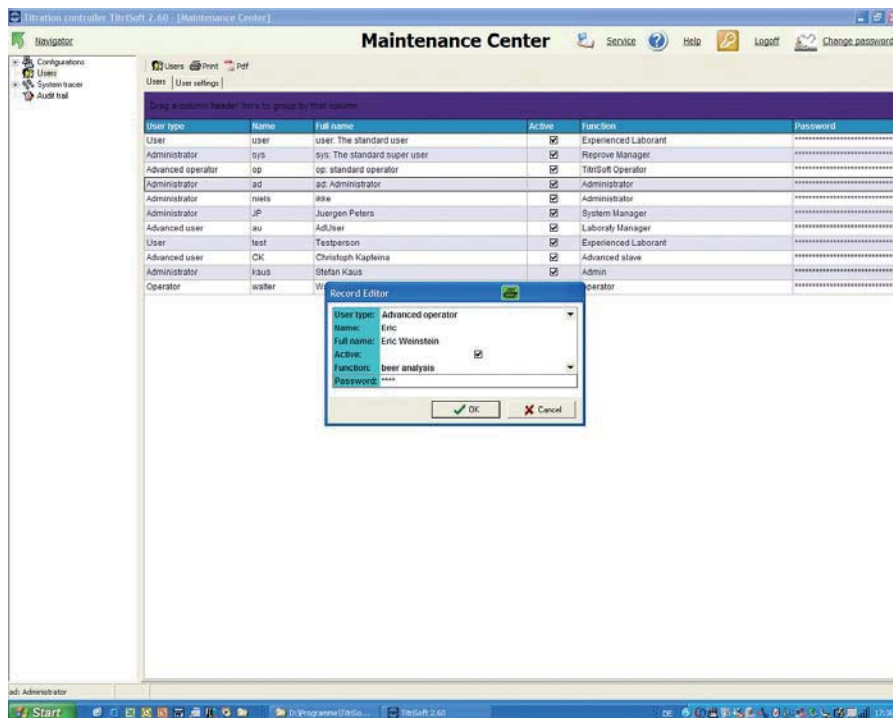 Titration controller TitriSoft 2.60 - [Maintenance Center]
Navigator Maintenance Center Service Help Logoff Change password
Configurations
Users
System tracer
Audit trail
Users Print Pdf
Users User settings
Drag a column header here to group by that column
User type Name Full name Active Function Password
User user user: The standard user Experienced Laborant ****************
Administrator sys sys: The standard super user Reprove Manager ****************
Advanced operator op op: standard operator TitriSoft Operator ****************
Administrator ad ad: Administrator Administrator ****************
Administrator niels Administrator ****************
Administrator JP Juergen Peters System Manager ****************
Advanced user au AdUser Laboraty Manager ****************
User test Testperson Experienced Laborant ****************
Advanced user CK Christoph Kapteina Advanced slave ****************
Administrator kaus Stefan Kaus Admin ****************
Operator walter operator ****************
Record Editor
User type: Advanced operator
Name: Eric
Full name: Eric Weinstein
Active:
Function: beer analysis
Password: ****
OK Cancel
ad: Administrator
Start D:\Programme\TitriSo... TitriSoft 2.60 DE